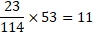 23/114 × 53 = 11